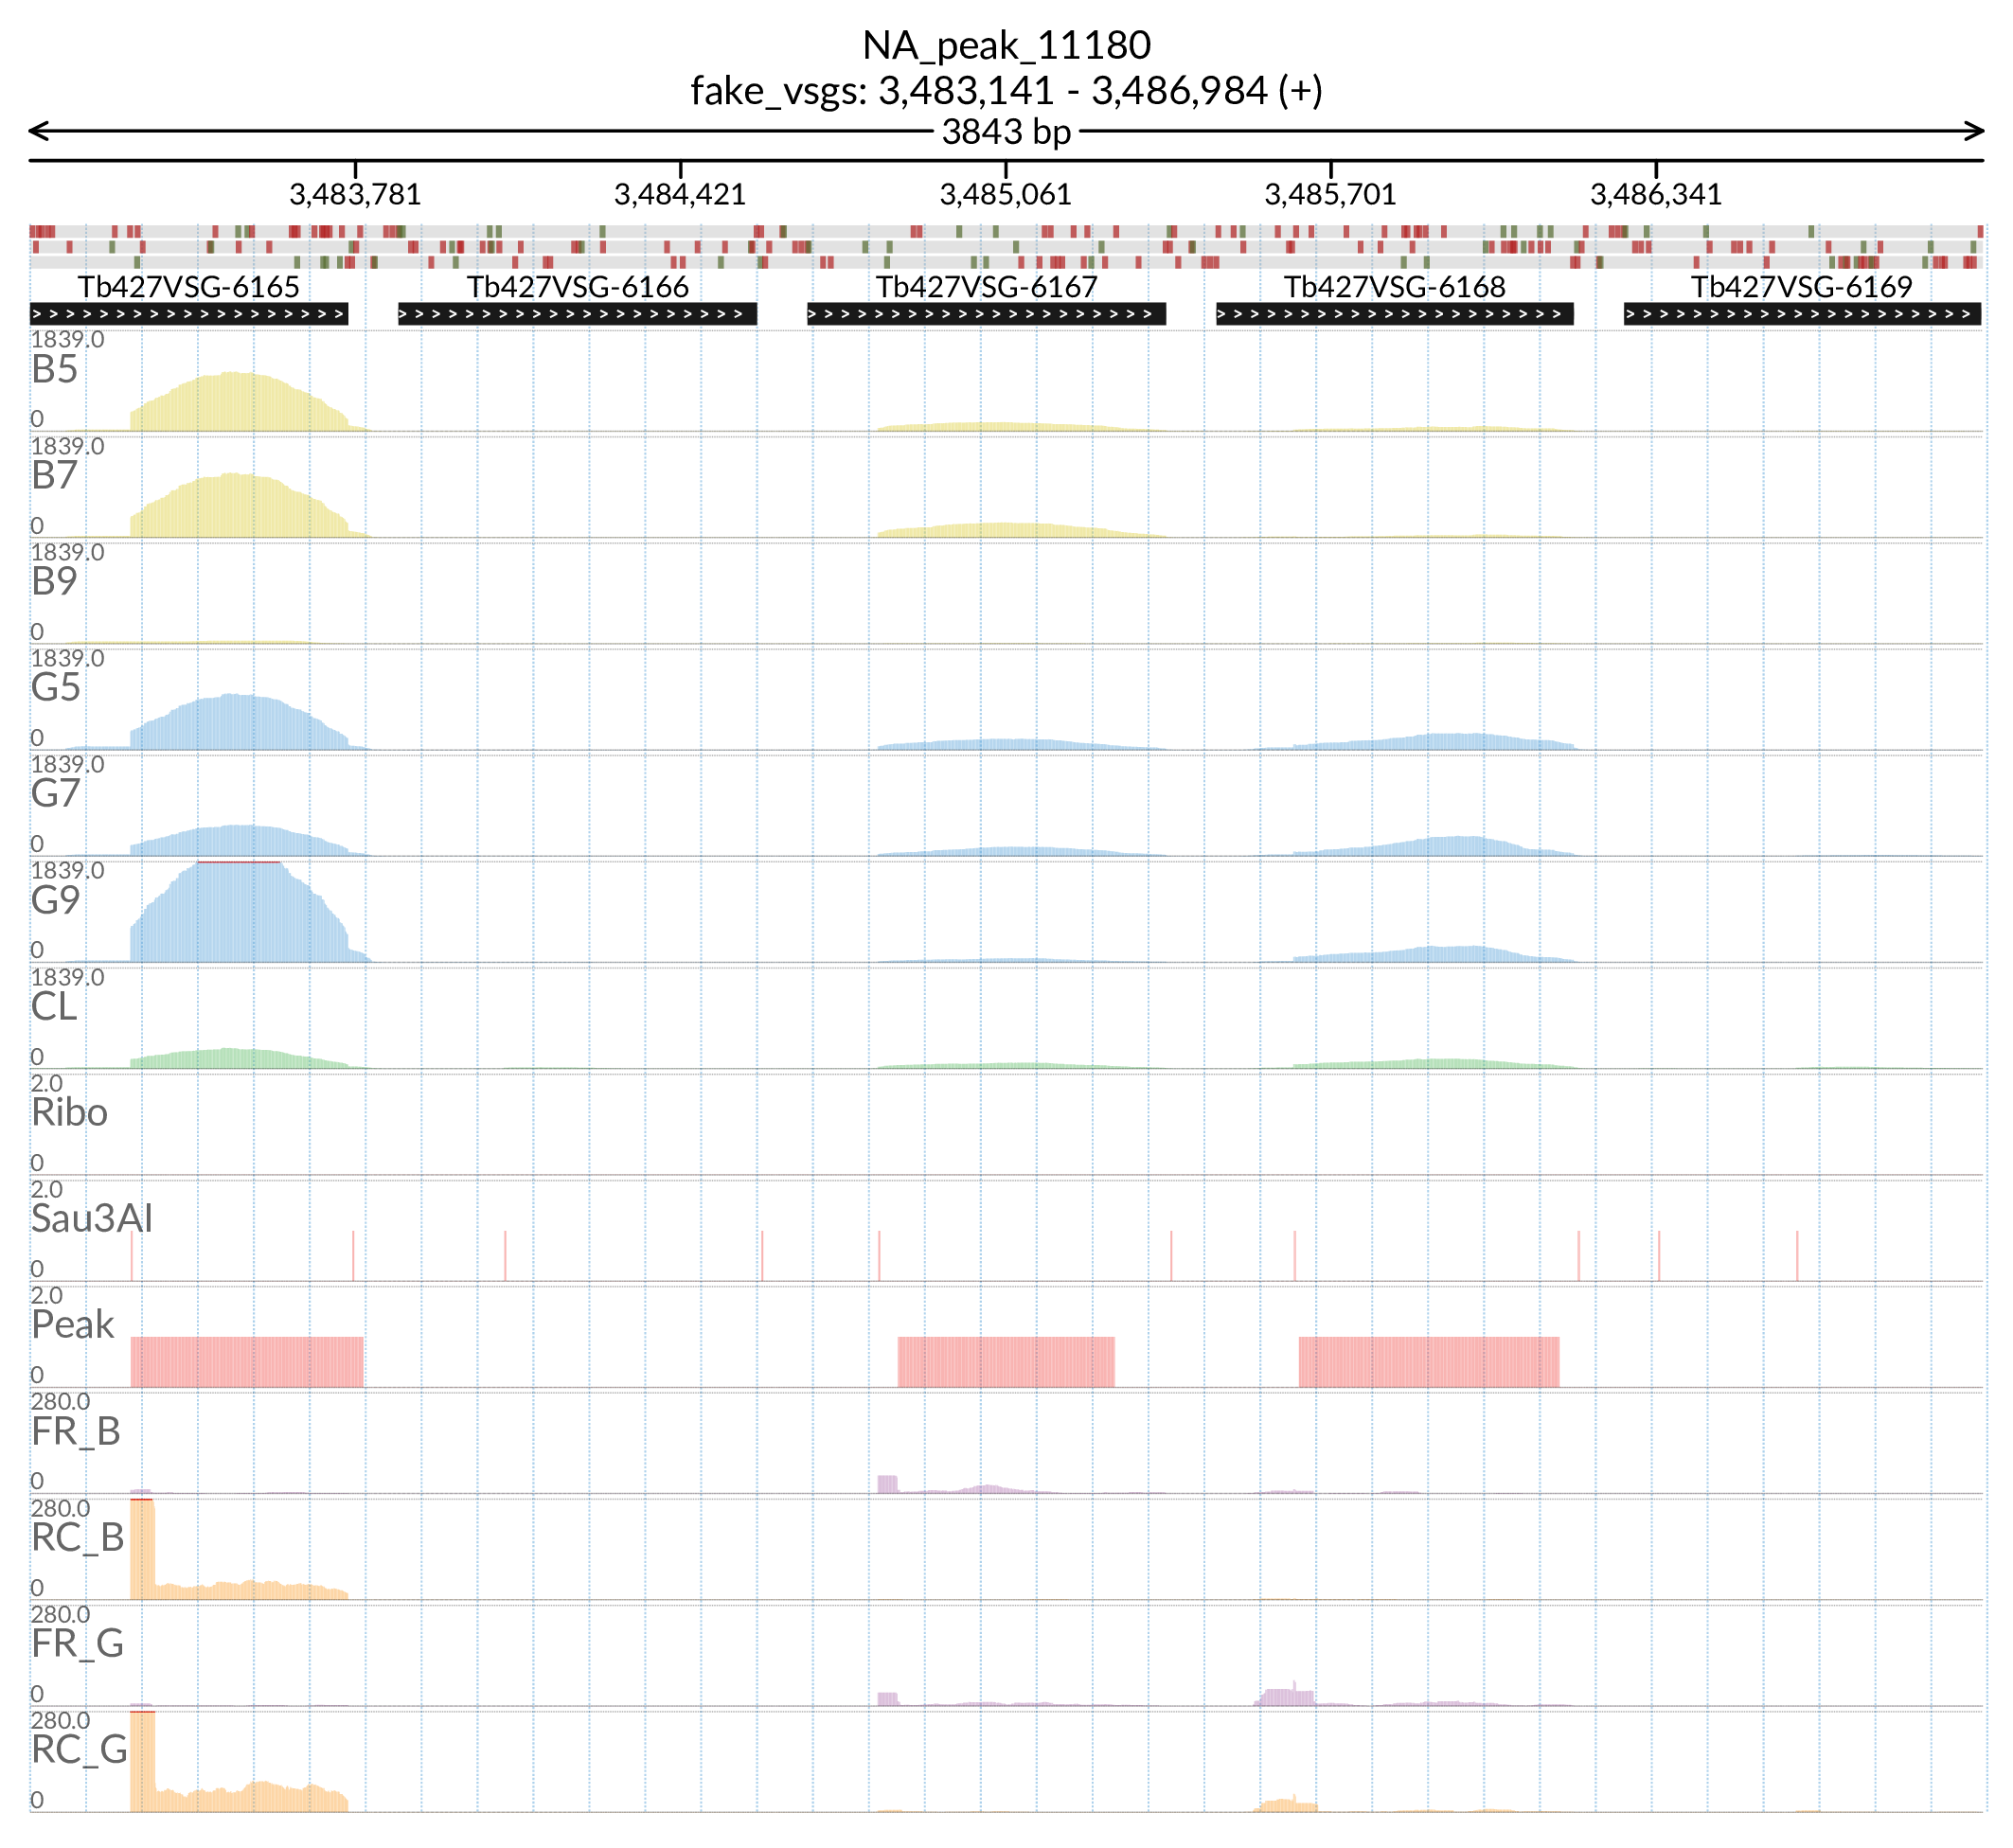 NA_peak_11180
fake_vsgs: 3,483,141 - 3,486,984 (+)
3843 bp
3,483,781 3,484,421 3,485,061 3,485,701 3,486,341
Tb427VSG-6165 Tb427VSG-6166 Tb427VSG-6167 Tb427VSG-6168 Tb427VSG-6169
1839.0
B5
0
1839.0
B7
0
1839.0
B9
0
1839.0
G5
0
1839.0
G7
0
1839.0
G9
0
1839.0
CL
0
2.0
Ribo
0
2.0
Sau3AI
0
2.0
Peak
0
280.0
FR_B
0
280.0
RC_B
0
280.0
FR_G
0
280.0
RC_G
0